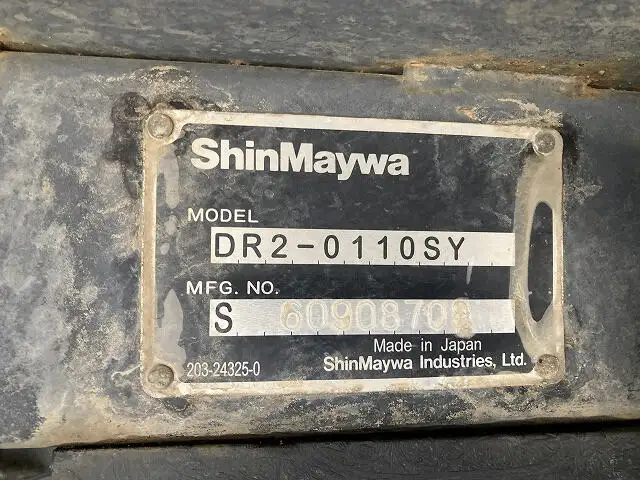 ShinMaywa
MODEL
DR2-0110SY
MFG. NO.
S
Made in Japan
203-24325-0 ShinMaywa Industries, Ltd.